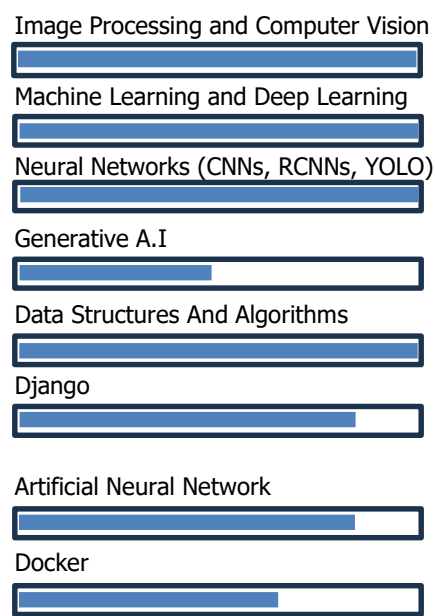 Image Processing and Computer Vision
Machine Learning and Deep Learning
Neural Networks (CNNs, RCNNs, YOLO)
Generative A.I
Data Structures And Algorithms
Django
Artificial Neural Network
Docker